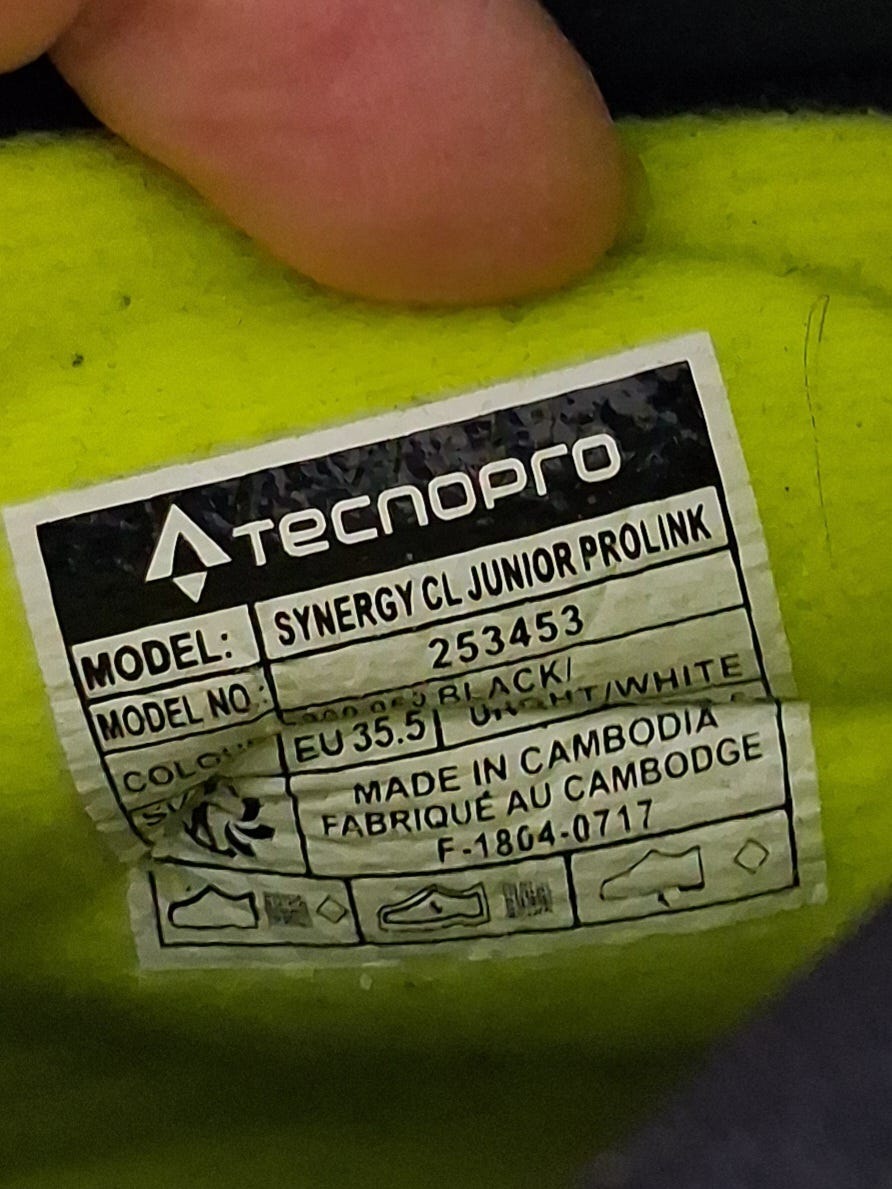 TECNOPRO
MODEL: SYNERGY CL JUNIOR PROLINK
MODEL NO: 253453
BLACK/
/WHITE
EU 35.5
MADE IN CAMBODIA
FABRIQUÉ AU CAMBODGE
F-1804-0717